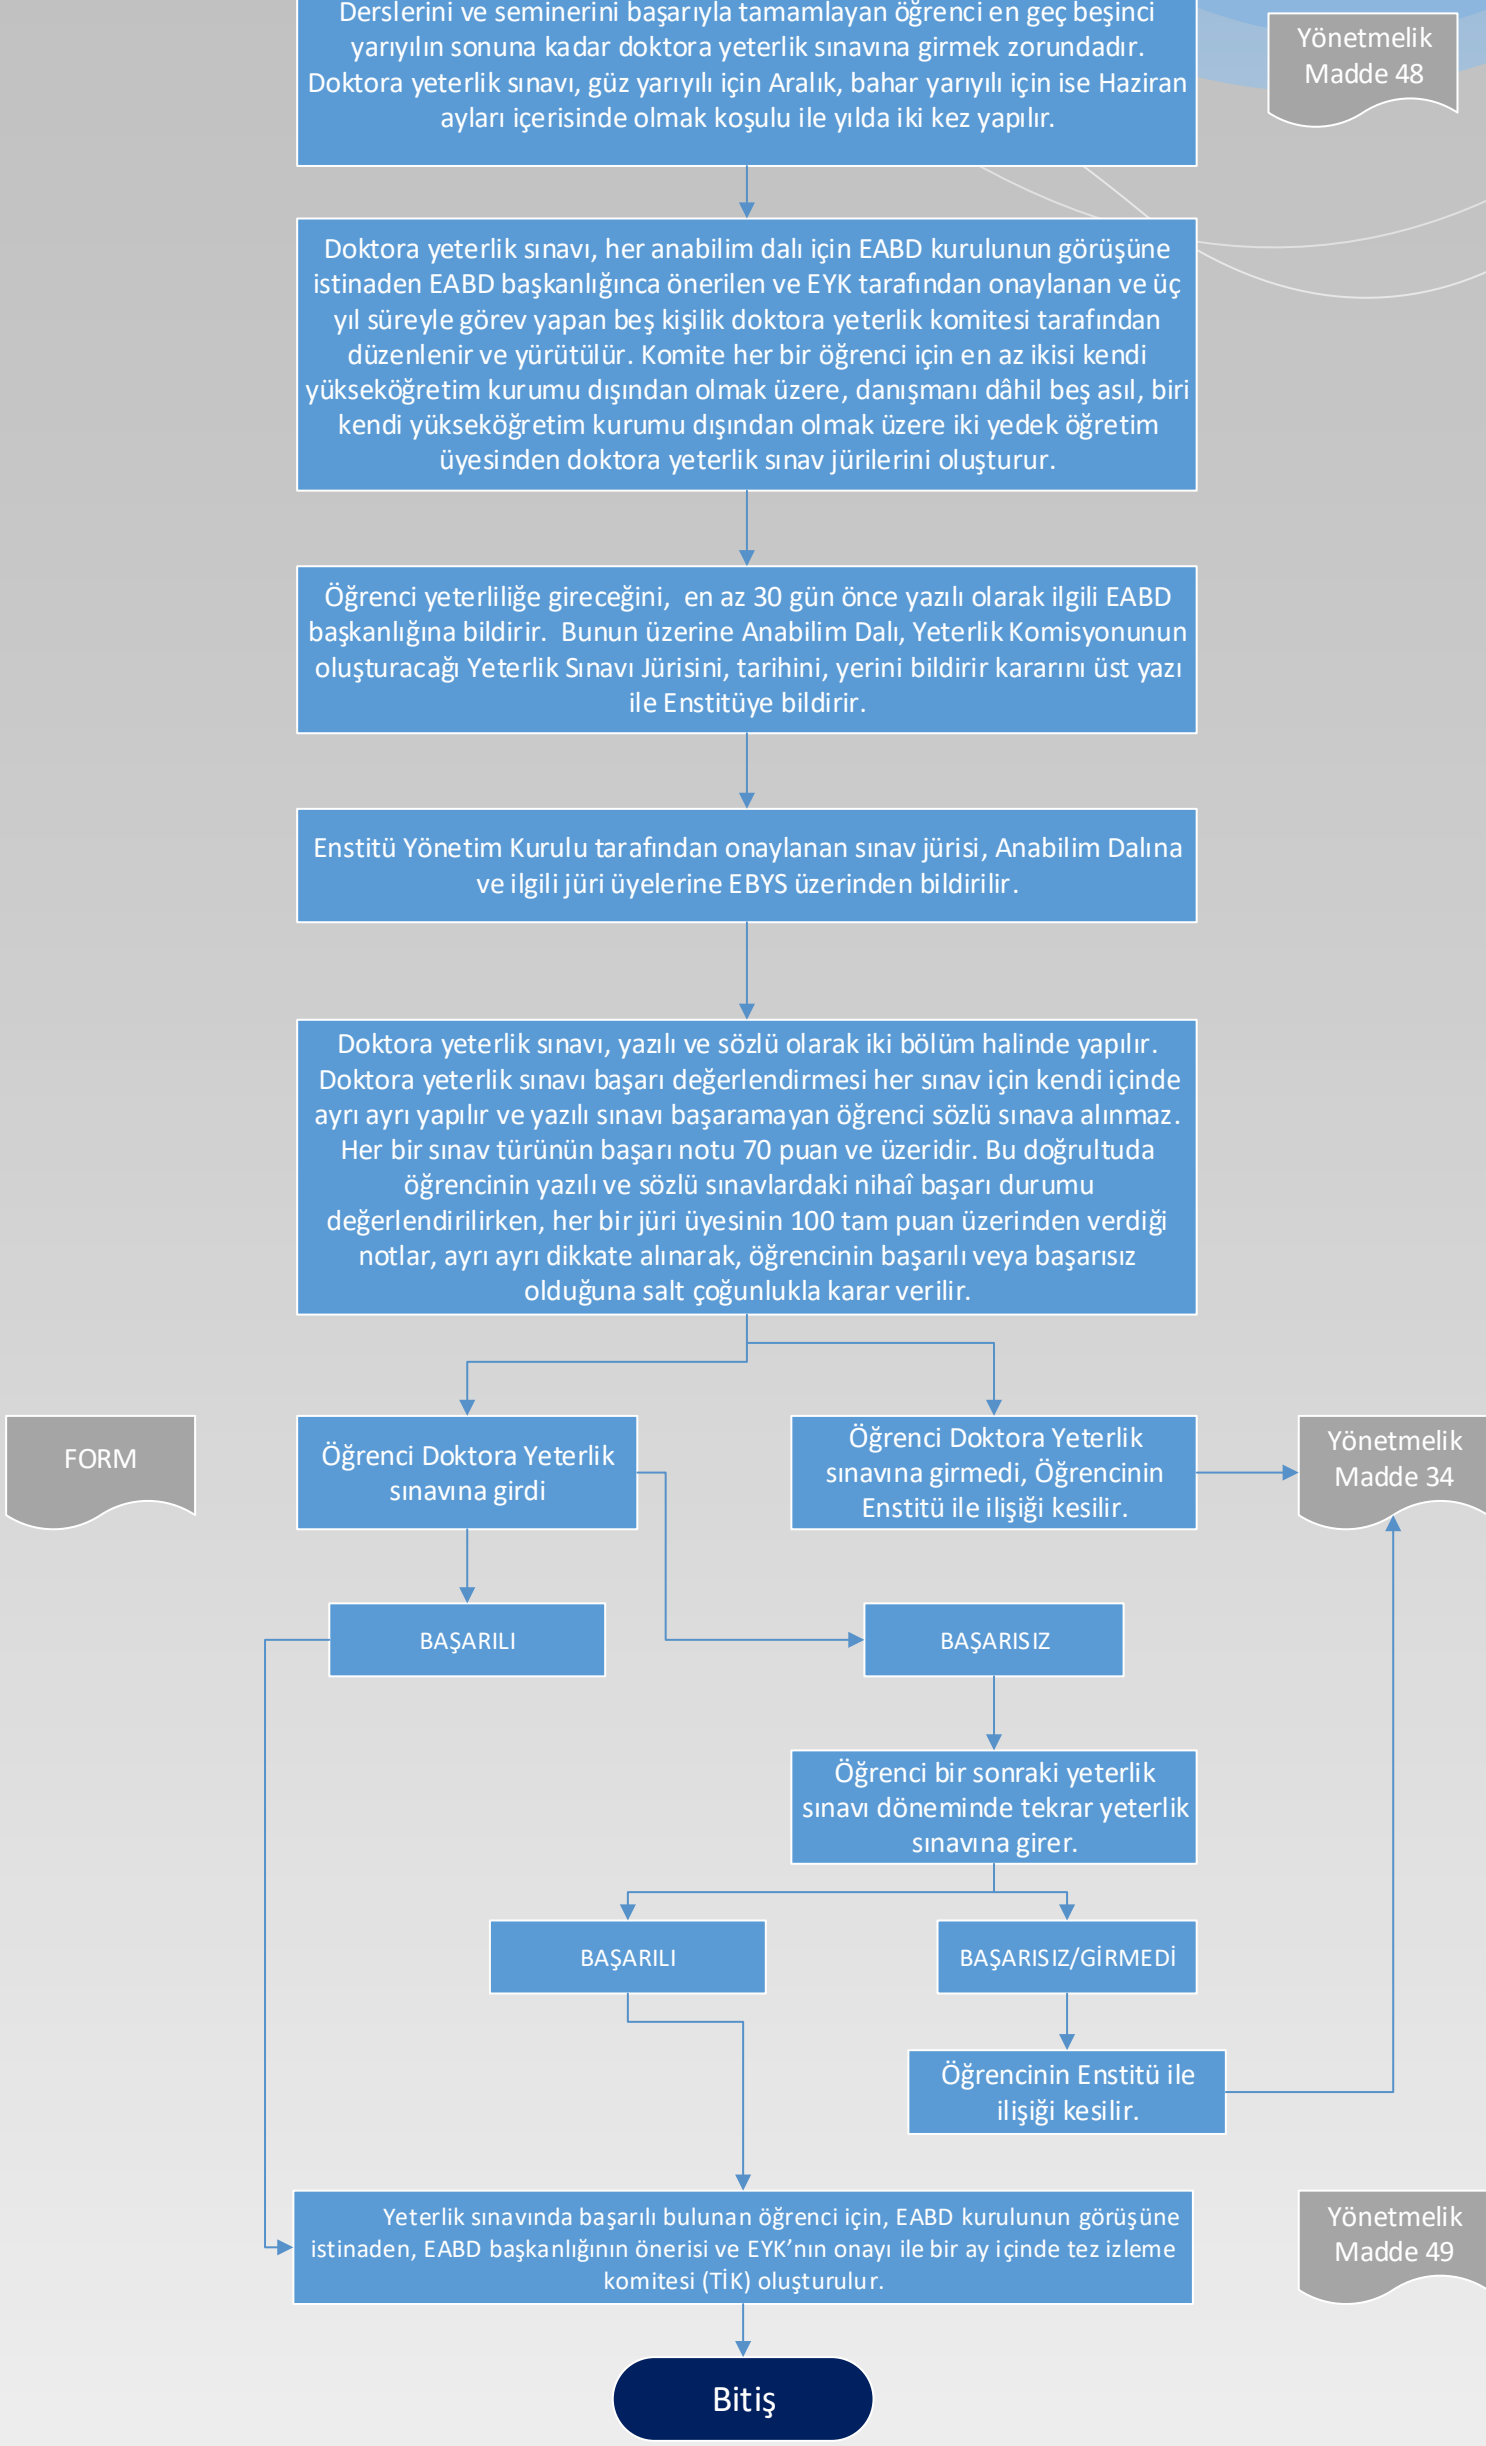 Derslerini ve seminerini başarıyla tamamlayan öğrenci en geç beşinci
yarıyılın sonuna kadar doktora yeterlik sınavına girmek zorundadır.
Doktora yeterlik sınavı, güz yarıyılı için Aralık, bahar yarıyılı için ise Haziran
ayları içerisinde olmak koşulu ile yılda iki kez yapılır.
Yönetmelik
Madde 48
Doktora yeterlik sınavı, her anabilim dalı için EABD kurulunun görüşüne
istinaden EABD başkanlığınca önerilen ve EYK tarafından onaylanan ve üç
yıl süreyle görev yapan beş kişilik doktora yeterlik komitesi tarafından
düzenlenir ve yürütülür. Komite her bir öğrenci için en az ikisi kendi
yükseköğretim kurumu dışından olmak üzere, danışmanı dâhil beş asıl, biri
kendi yükseköğretim kurumu dışından olmak üzere iki yedek öğretim
üyesinden doktora yeterlik sınav jürilerini oluşturur.
Öğrenci yeterliliğe gireceğini, en az 30 gün önce yazılı olarak ilgili EABD
başkanlığına bildirir. Bunun üzerine Anabilim Dalı, Yeterlik Komisyonunun
oluşturacağı Yeterlik Sınavı Jürisini, tarihini, yerini bildirir kararını üst yazı
ile Enstitüye bildirir.
Enstitü Yönetim Kurulu tarafından onaylanan sınav jürisi, Anabilim Dalına
ve ilgili jüri üyelerine EBYS üzerinden bildirilir.
Doktora yeterlik sınavı, yazılı ve sözlü olarak iki bölüm halinde yapılır.
Doktora yeterlik sınavı başarı değerlendirmesi her sınav için kendi içinde
ayrı ayrı yapılır ve yazılı sınavı başaramayan öğrenci sözlü sınava alınmaz.
Her bir sınav türünün başarı notu 70 puan ve üzeridir. Bu doğrultuda
öğrencinin yazılı ve sözlü sınavlardaki nihaî başarı durumu
değerlendirilirken, her bir jüri üyesinin 100 tam puan üzerinden verdiği
notlar, ayrı ayrı dikkate alınarak, öğrencinin başarılı veya başarısız
olduğuna salt çoğunlukla karar verilir.
FORM
Öğrenci Doktora Yeterlik
sınavına girdi
Öğrenci Doktora Yeterlik
sınavına girmedi, Öğrencinin
Enstitü ile ilişiği kesilir.
Yönetmelik
Madde 34
BAŞARILI
BAŞARISIZ
Öğrenci bir sonraki yeterlik
sınavı döneminde tekrar yeterlik
sınavına girer.
BAŞARILI
BAŞARISIZ/GİRMEDİ
Öğrencinin Enstitü ile
ilişiği kesilir.
Yeterlik sınavında başarılı bulunan öğrenci için, EABD kurulunun görüşüne
istinaden, EABD başkanlığının önerisi ve EYK’nın onayı ile bir ay içinde tez izleme
komitesi (TİK) oluşturulur.
Yönetmelik
Madde 49
Bitiş